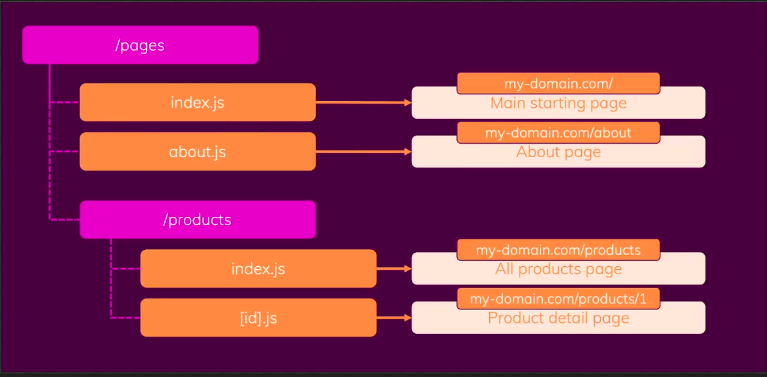 /pages
index.js
my-domain.com/
Main starting page
about.js
my-domain.com/about
About page
/products
index.js
my-domain.com/products
All products page
[id].js
my-domain.com/products/1
Product detail page